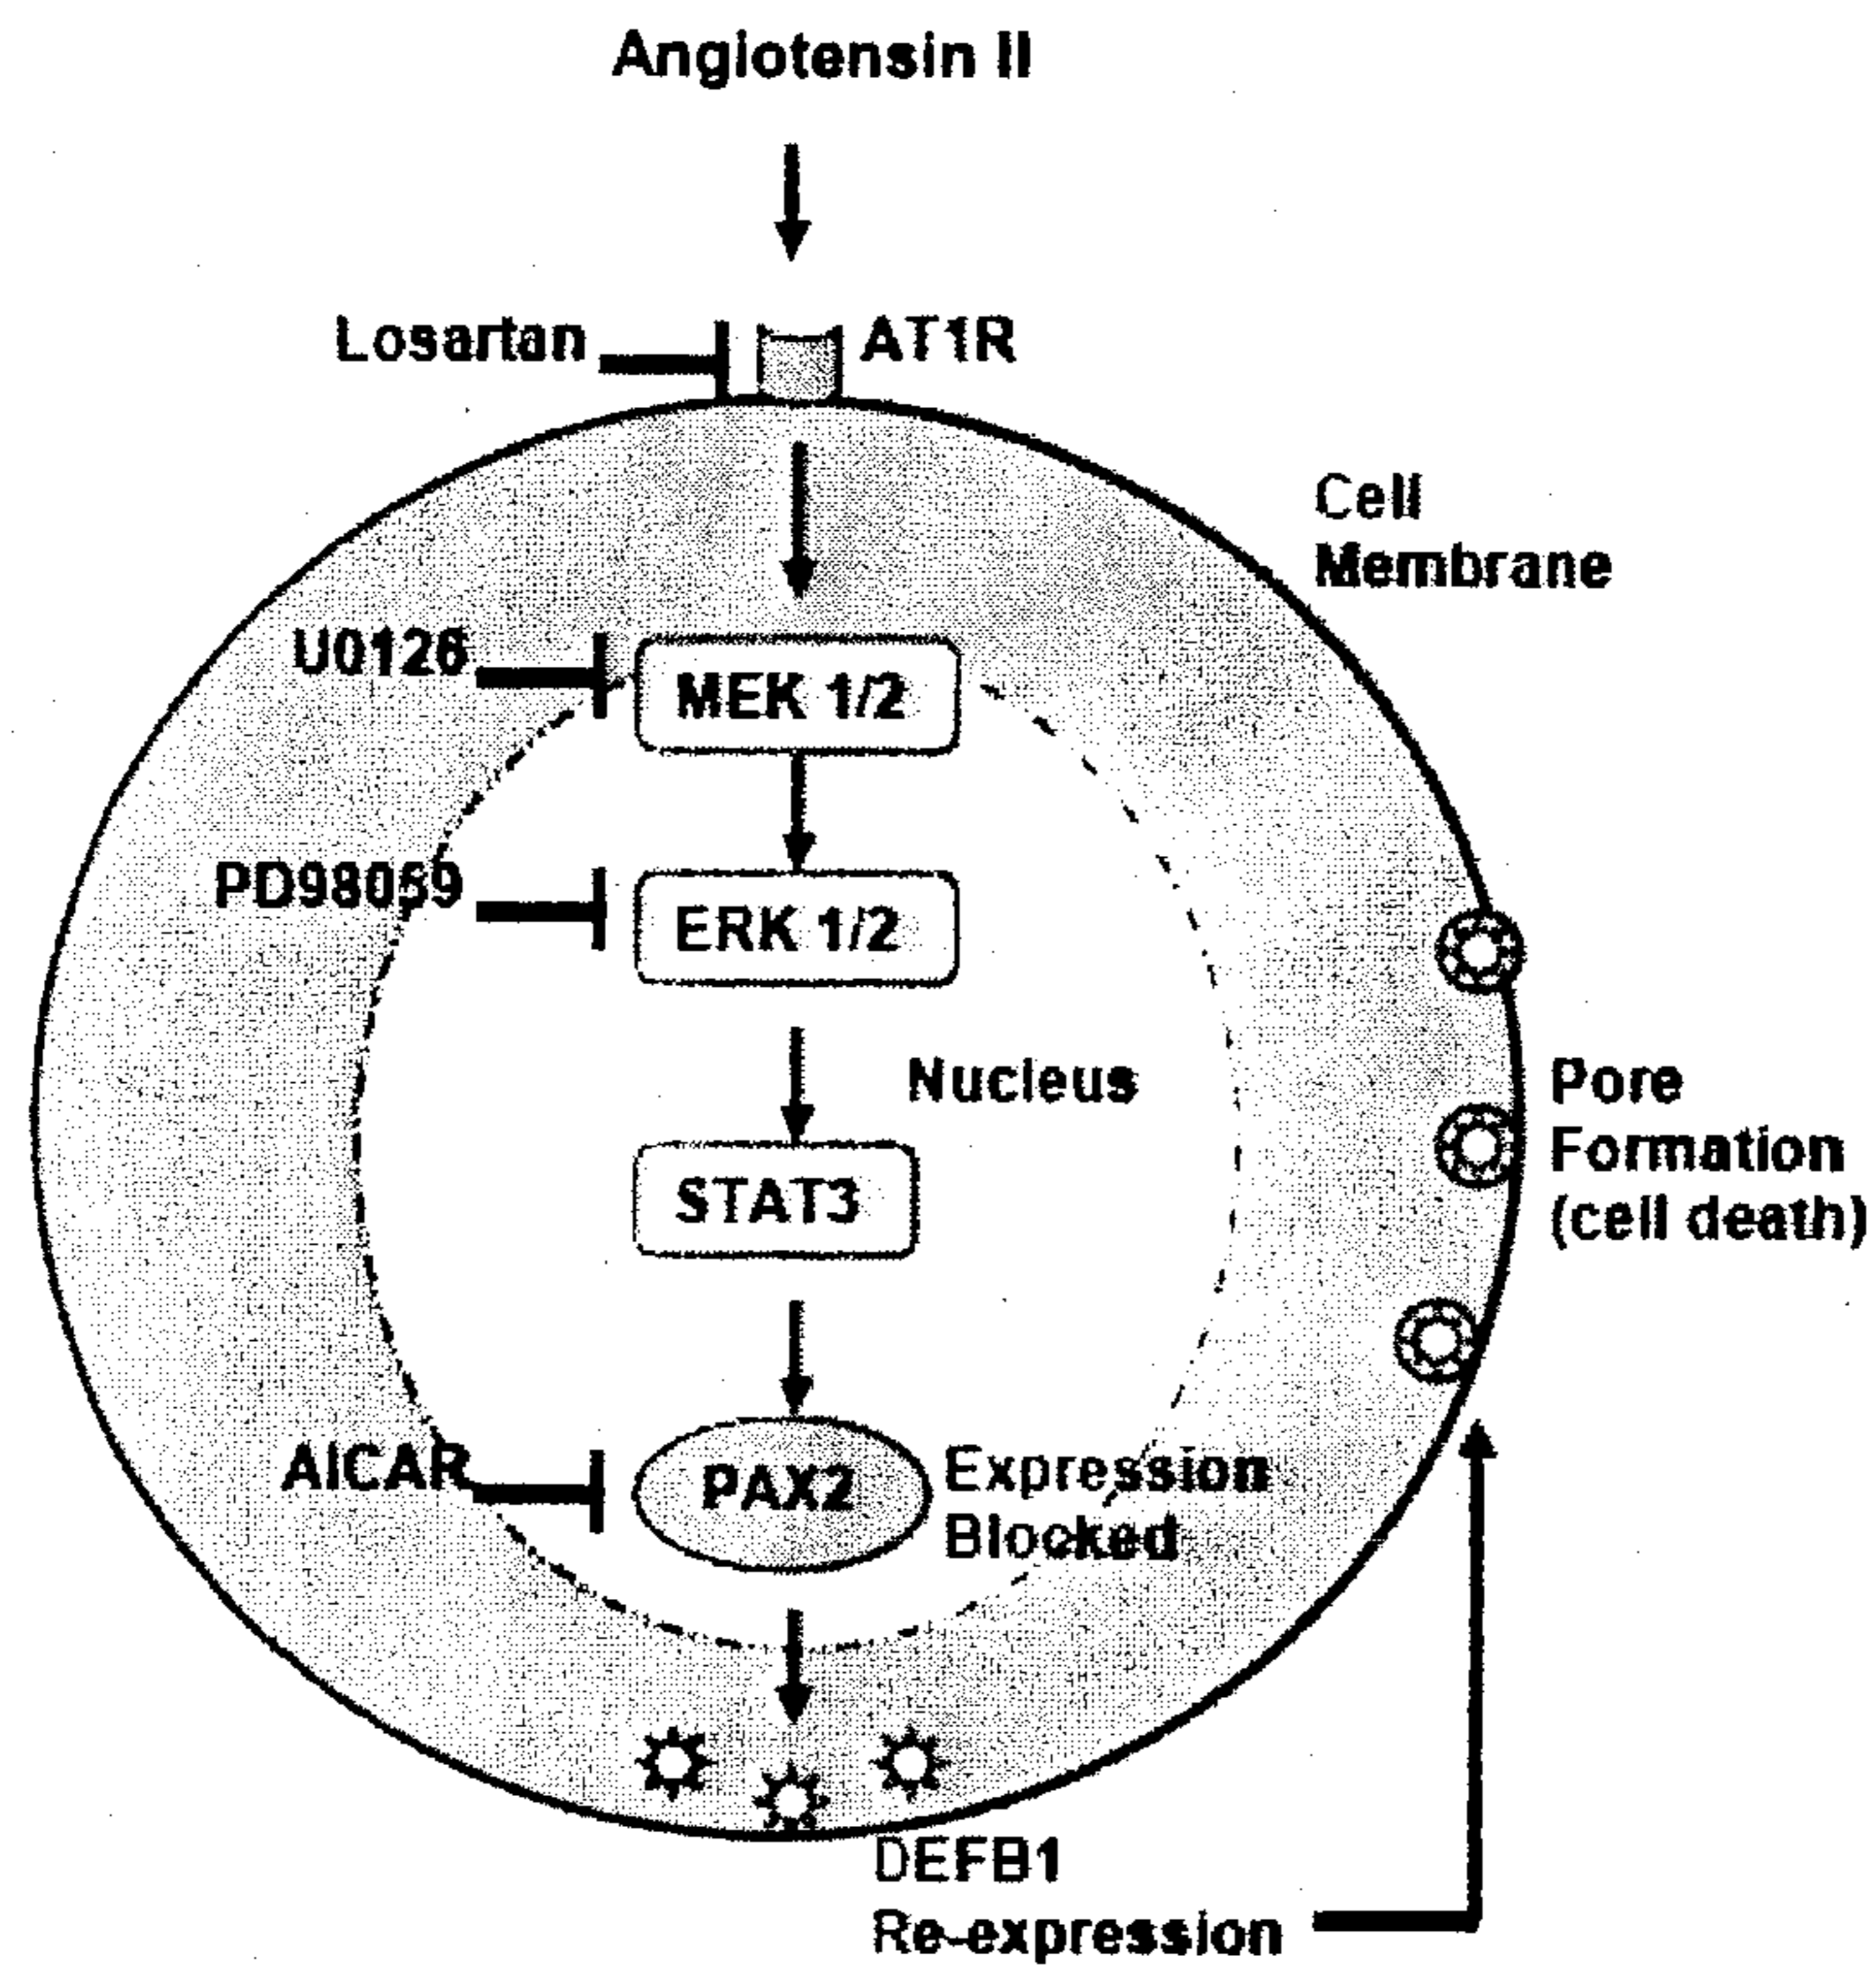 Angiotensin II
Losartan
AT1R
Cell
Membrane
U0126
MEK 1/2
PD98059
ERK 1/2
Nucleus
Pore
Formation
(cell death)
STAT3
AICAR
PAX2
Expression
Blocked
DEFB1
Re-expression